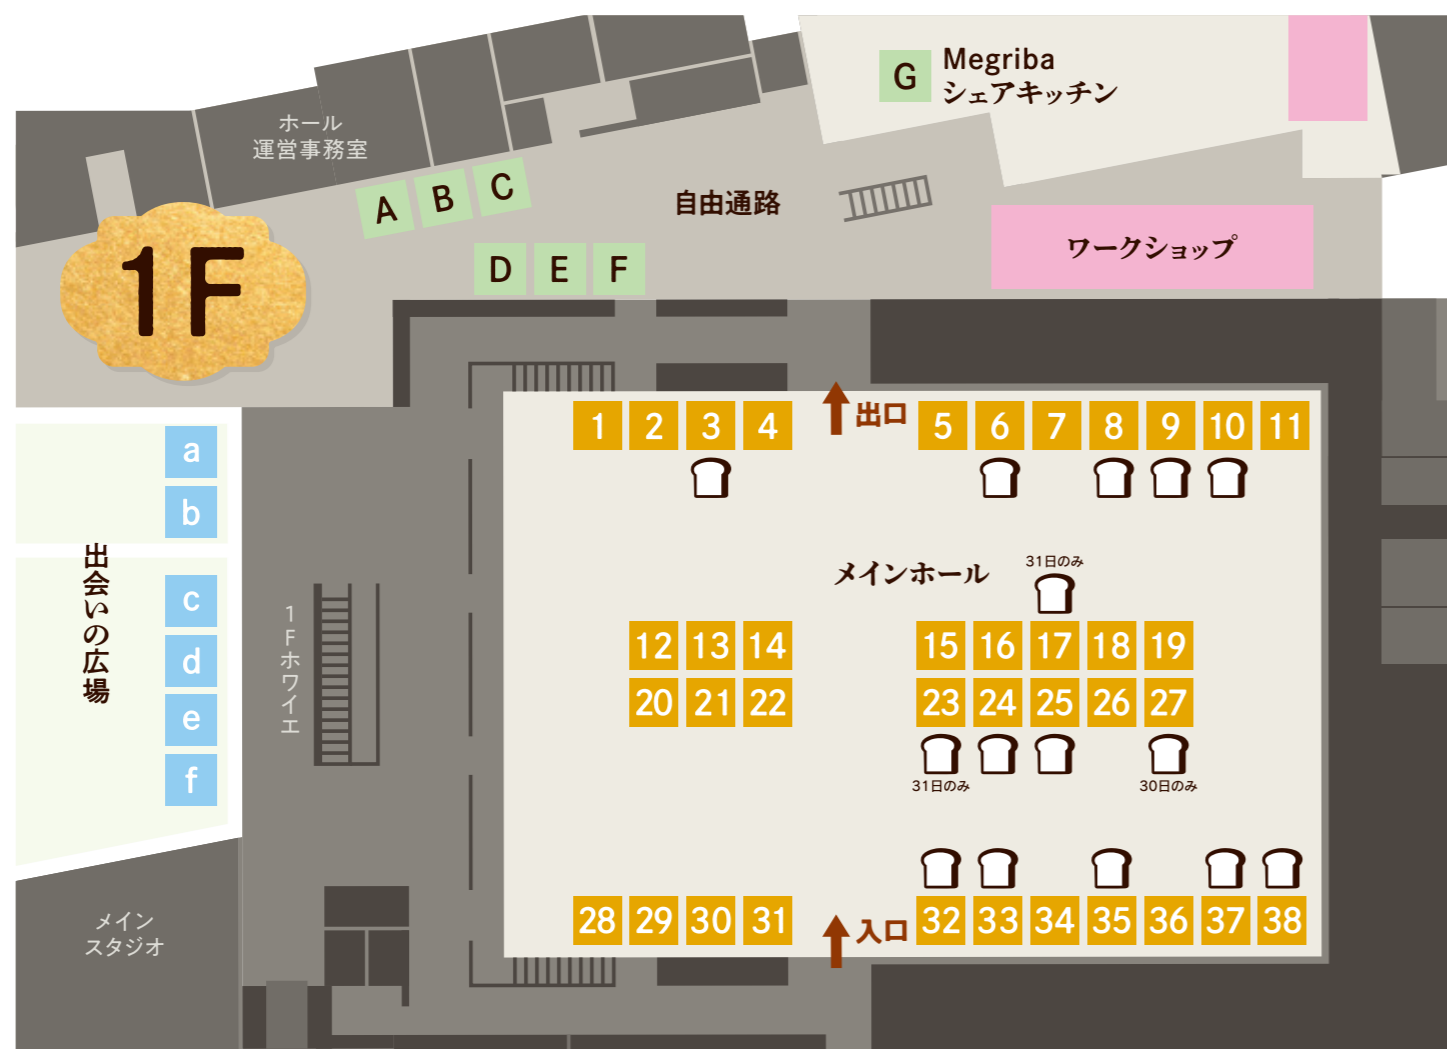 Megriba
G
シェアキッチン
ホール
運営事務室
A B C
自由通路
D E F
ワークショップ
1F
1 2 3 4
出口
5 6 7 8 9 10 11
a
b
出会いの広場
c
d
e
f
1Fホワイエ
メインホール
31日のみ
12 13 14
15 16 17 18 19
20 21 22
23 24 25 26 27
31日のみ
30日のみ
28 29 30 31
入口
32 33 34 35 36 37 38
メイン
スタジオ